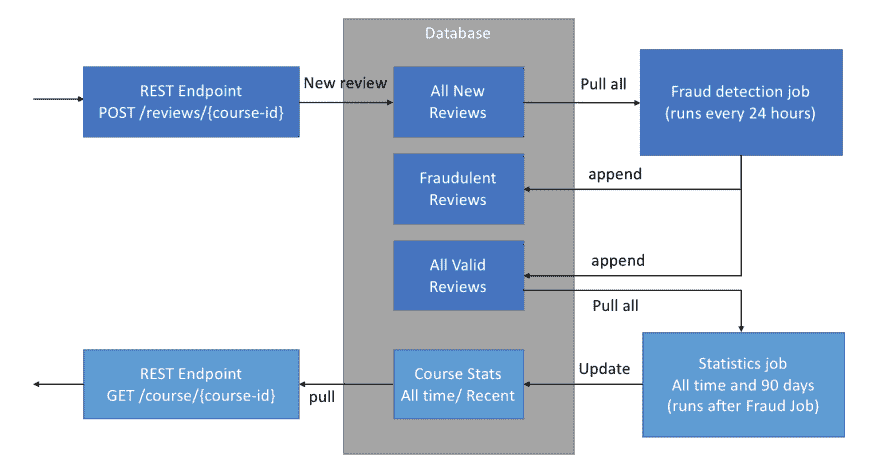 Database
REST Endpoint
POST /reviews/{course-id}
New review
All New
Reviews
Pull all
Fraud detection job
(runs every 24 hours)
Fraudulent
Reviews
append
All Valid
Reviews
append
Pull all
REST Endpoint
GET /course/{course-id}
pull
Course Stats
All time/ Recent
Update
Statistics job
All time and 90 days
(runs after Fraud Job)